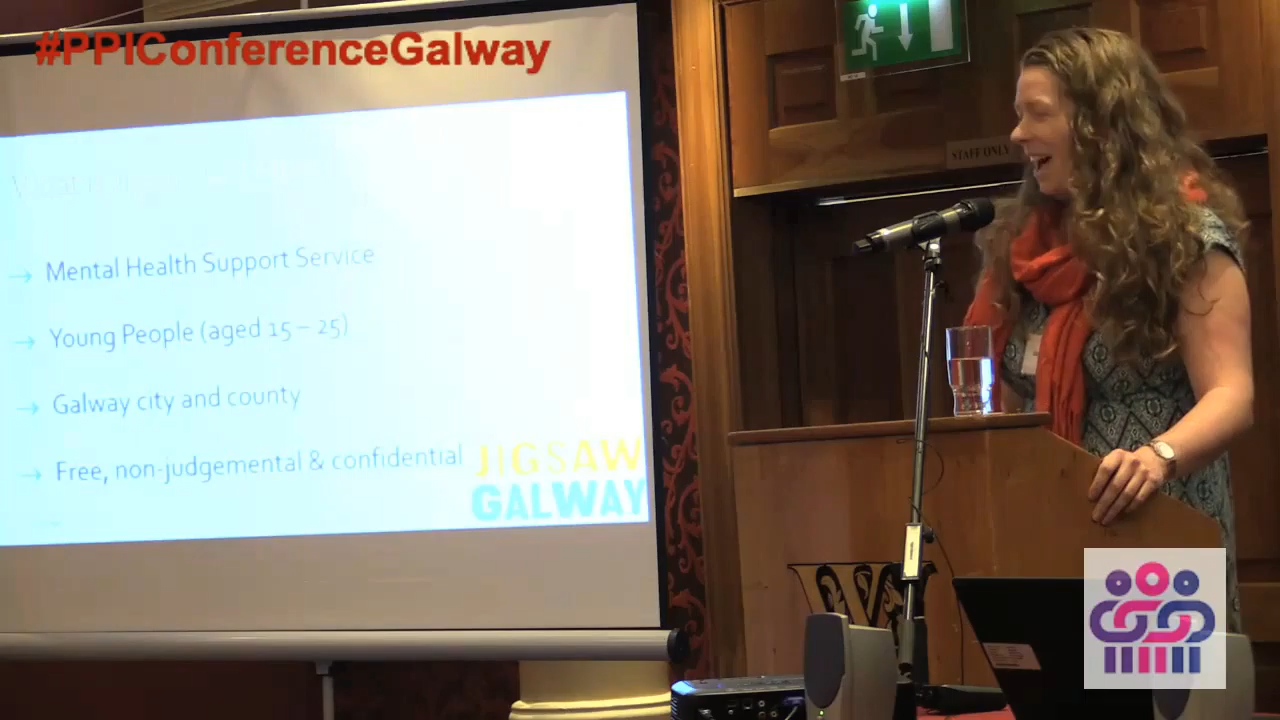 #PPIConferenceGalway
STAFF ONLY
→ Mental Health Support Service
→ Young People (aged 15 – 25)
→ Galway city and county
→ Free, non-judgemental & confidential
JIGSAW
GALWAY
W